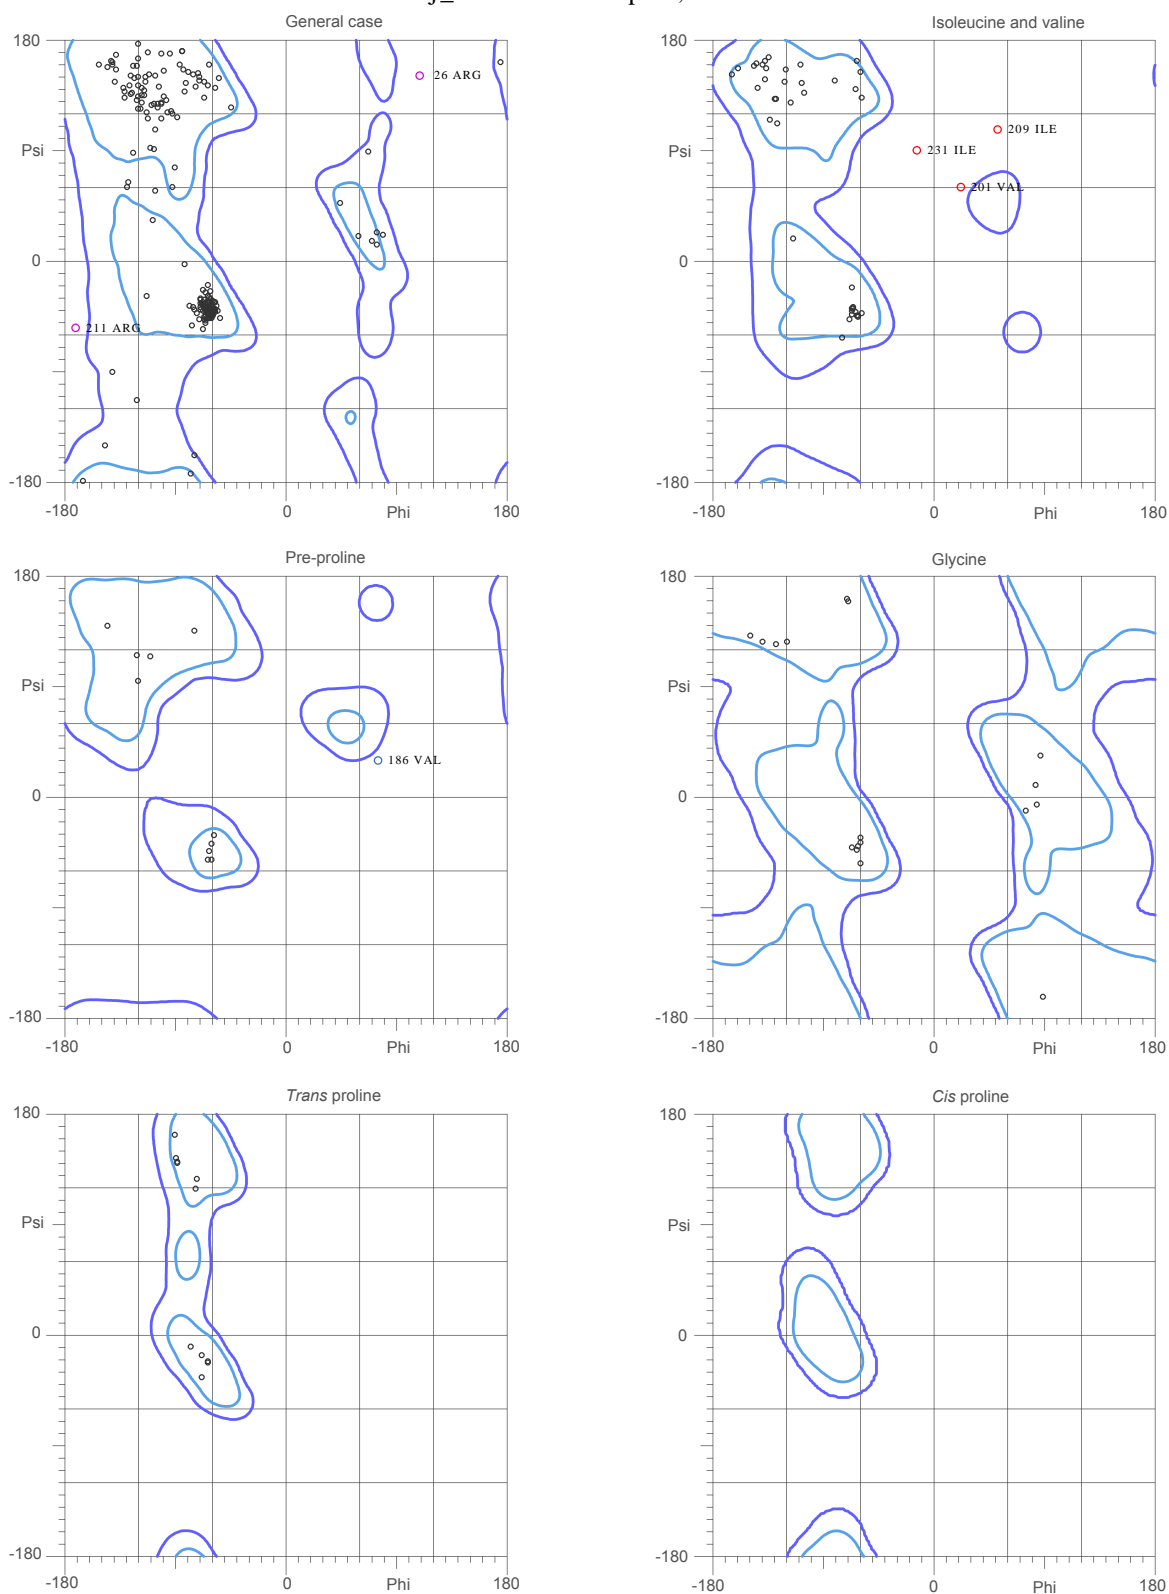 General case
180
26 ARG
Psi
0
211 ARG
-180
-180
0
Phi
180
Isoleucine and valine
180
209 ILE
Psi
231 ILE
201 VAL
0
-180
-180
0
Phi
180
Pre-proline
180
Psi
186 VAL
0
-180
-180
0
Phi
180
Glycine
180
Psi
0
-180
-180
0
Phi
180
Trans proline
180
Psi
0
-180
-180
0
Phi
180
Cis proline
180
Psi
0
-180
-180
0
Phi
180